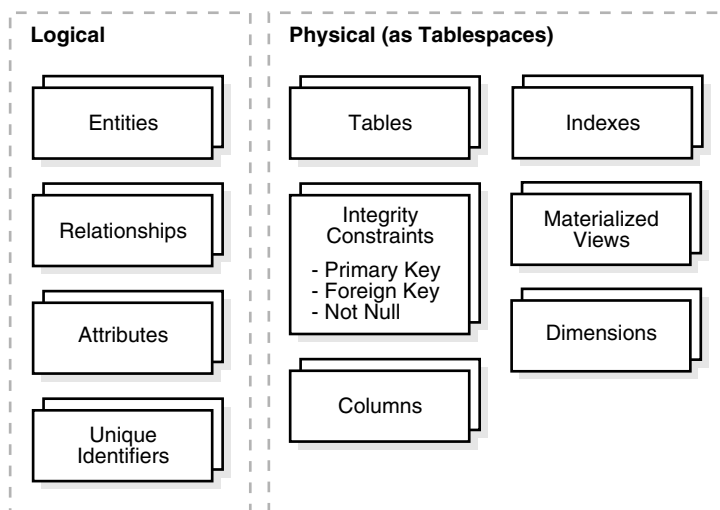 Logical
Entities
Relationships
Attributes
Unique
Identifiers
Physical (as Tablespaces)
Tables
Integrity
Constraints
- Primary Key
- Foreign Key
- Not Null
Columns
Indexes
Materialized
Views
Dimensions